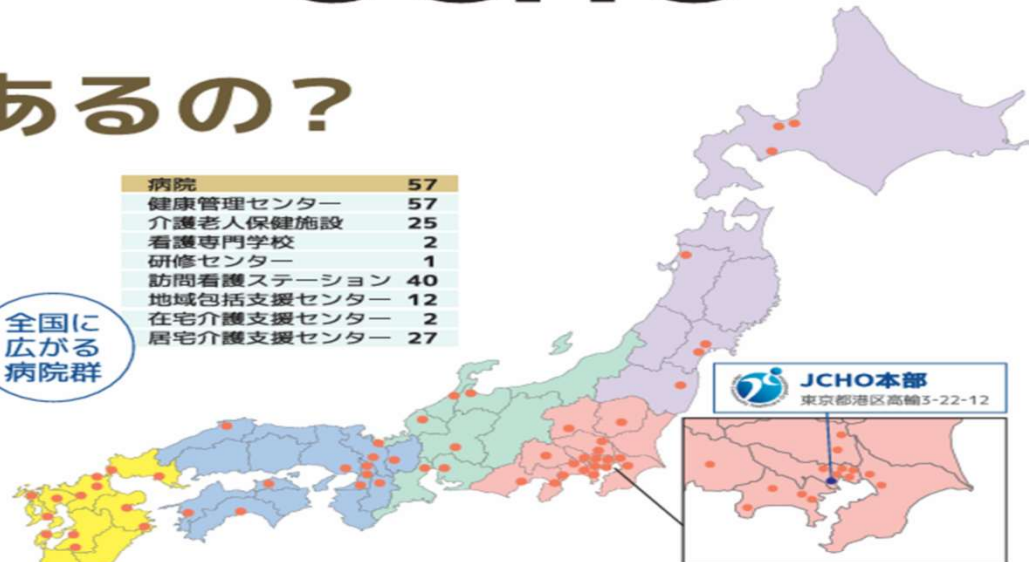 あるの?
病院 57
健康管理センター 57
介護老人保健施設 25
看護専門学校 2
研修センター 1
訪問看護ステーション 40
地域包括支援センター 12
在宅介護支援センター 2
居宅介護支援センター 27
全国に
広がる
病院群
JCHO本部
東京都港区高輪3-22-12